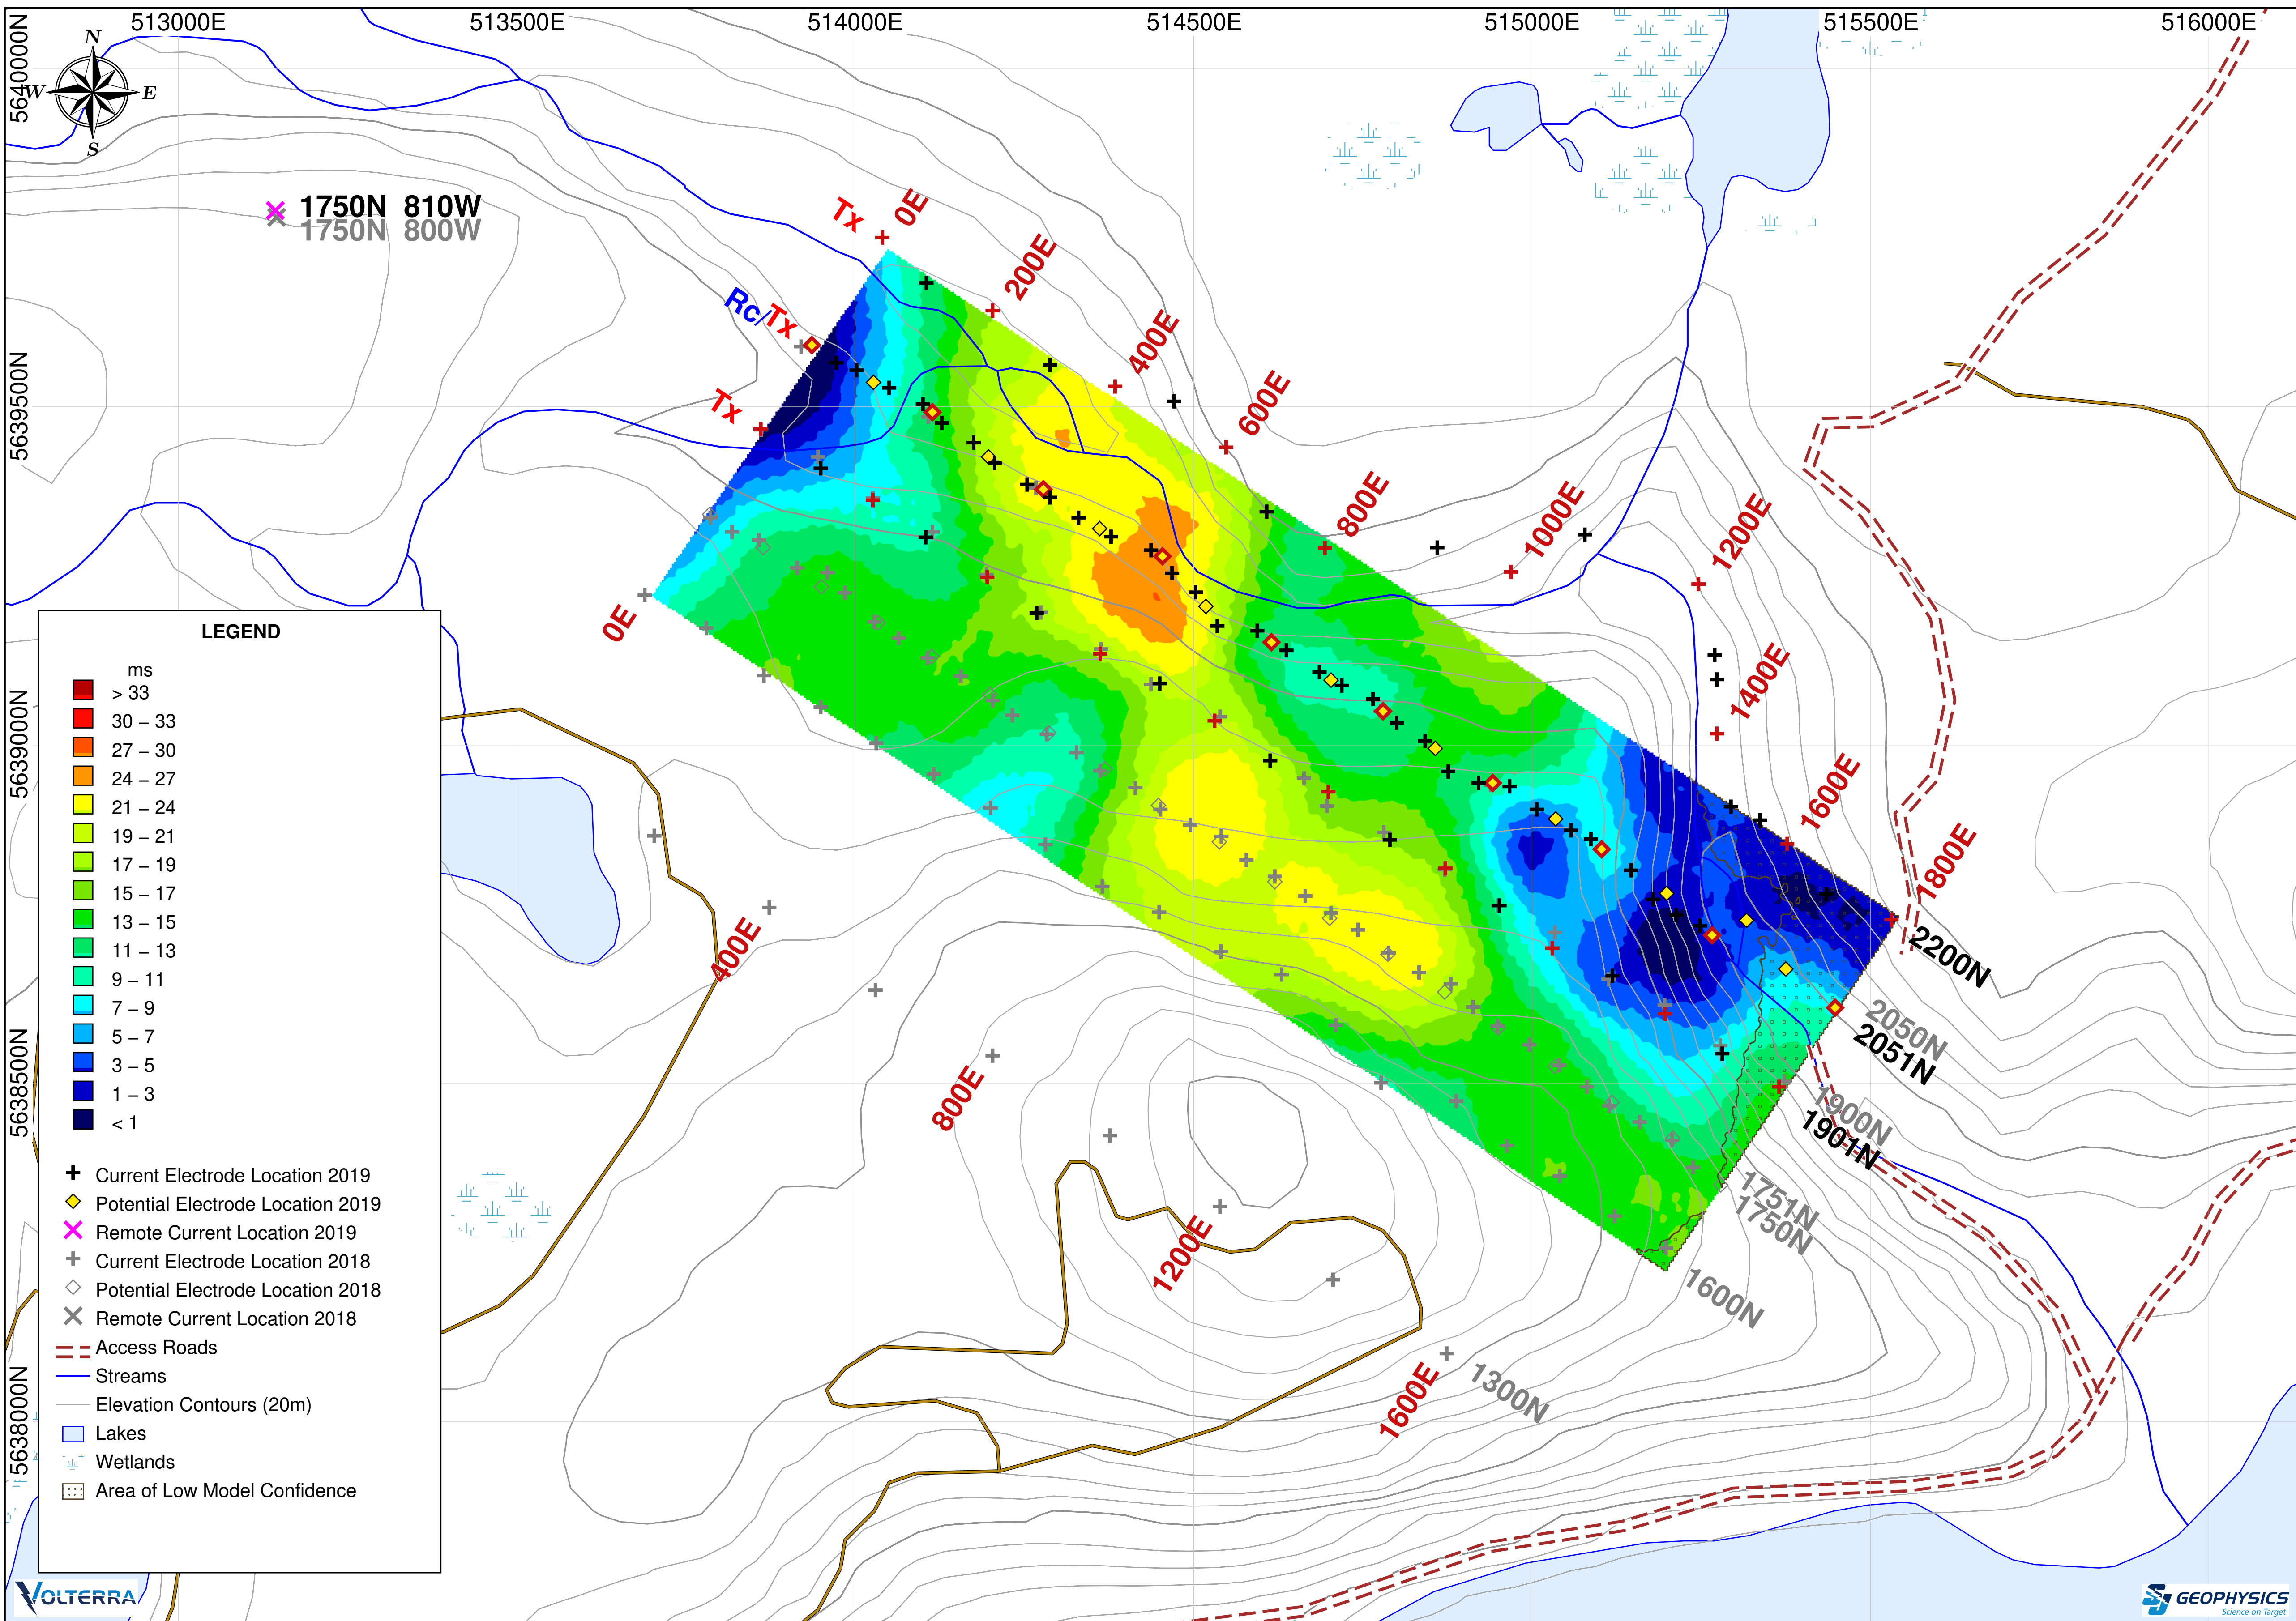 513000E 513500E 514000E 514500E 515000E 515500E 516000E
5640000N
5639500N
5639000N
5638500N
5638000N
N
W E
S
1750N 810W
1750N 800W
Tx 0E
200E
Rc/Tx
400E
Tx
600E
800E
1000E
1200E
1400E
1600E
1800E
0E
400E
800E
1200E
1600E
2200N
2050N
2051N
1900N
1901N
1751N
1750N
1600N
1300N
LEGEND
ms
> 33
30 – 33
27 – 30
24 – 27
21 – 24
19 – 21
17 – 19
15 – 17
13 – 15
11 – 13
9 – 11
7 – 9
5 – 7
3 – 5
1 – 3
< 1
Current Electrode Location 2019
Potential Electrode Location 2019
Remote Current Location 2019
Current Electrode Location 2018
Potential Electrode Location 2018
Remote Current Location 2018
Access Roads
Streams
Elevation Contours (20m)
Lakes
Wetlands
Area of Low Model Confidence
VOLTERRA
SJ GEOPHYSICS
Science on Target